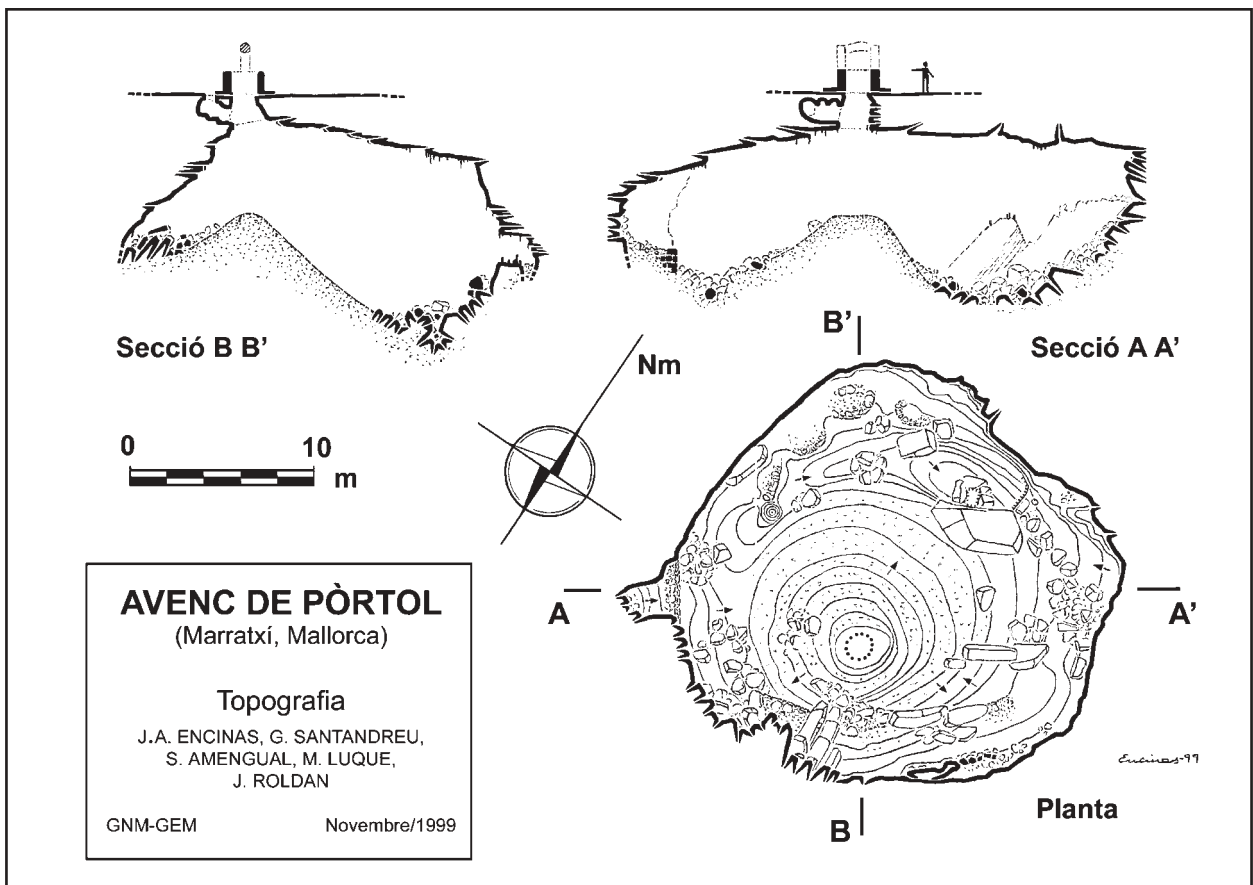 Secció B B’
B’
Secció A A’
Nm
0 10
m
A
A’
AVENC DE PÒRTOL
(Marratxí, Mallorca)
Topografia
J.A. ENCINAS, G. SANTANDREU,
S. AMENGUAL, M. LUQUE,
J. ROLDAN
GNM-GEM Novembre/1999
Encinas-99
Planta
B